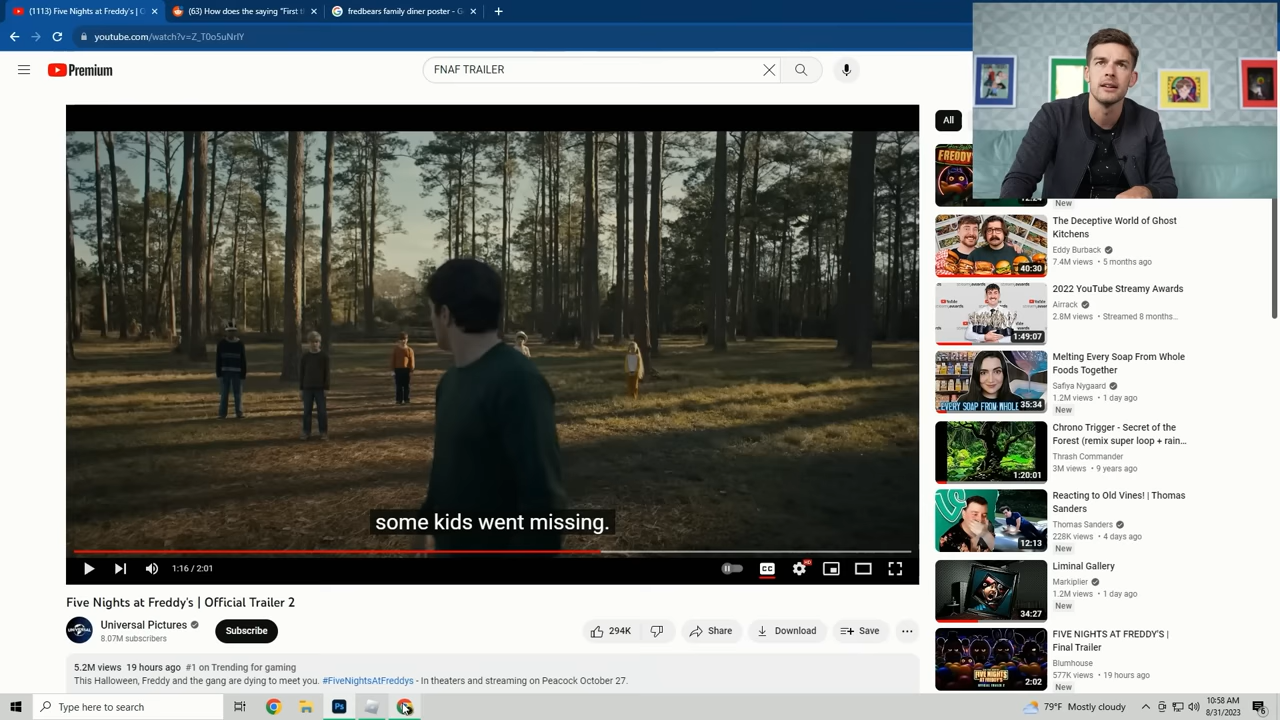 (1113) Five Nights at Freddy's | O
(63) How does the saying "First t
fredbears family diner poster - G
youtube.com/watch?v=Z_T0o5uNrlY
Premium
FNAF TRAILER
All
FREDDY
New
The Deceptive World of Ghost
Kitchens
Eddy Burback
7.4M views • 5 months ago
40:30
2022 YouTube Streamy Awards
Airrack
2.8M views • Streamed 8 months...
1:49:07
Melting Every Soap From Whole
Foods Together
Safiya Nygaard
1.2M views • 1 day ago
New
EVERY SOAP FROM WHOLE
35:34
Chrono Trigger - Secret of the
Forest (remix super loop + rain...
Thrash Commander
3M views • 9 years ago
1:20:01
Reacting to Old Vines! | Thomas
Sanders
Thomas Sanders
228K views • 4 days ago
New
12:13
Liminal Gallery
Markiplier
1.2M views • 1 day ago
New
34:27
FIVE NIGHTS AT FREDDY'S |
Final Trailer
Blumhouse
577K views • 19 hours ago
New
2:02
some kids went missing.
1:16 / 2:01
CC
HD
Five Nights at Freddy's | Official Trailer 2
Universal Pictures
8.07M subscribers
Subscribe
294K
Share
Download
Save
5.2M views 19 hours ago #1 on Trending for gaming
This Halloween, Freddy and the gang are dying to meet you. #FiveNightsAtFreddys - In theaters and streaming on Peacock October 27.
Type here to search
Ps
79°F Mostly cloudy
10:58 AM
8/31/2023
6